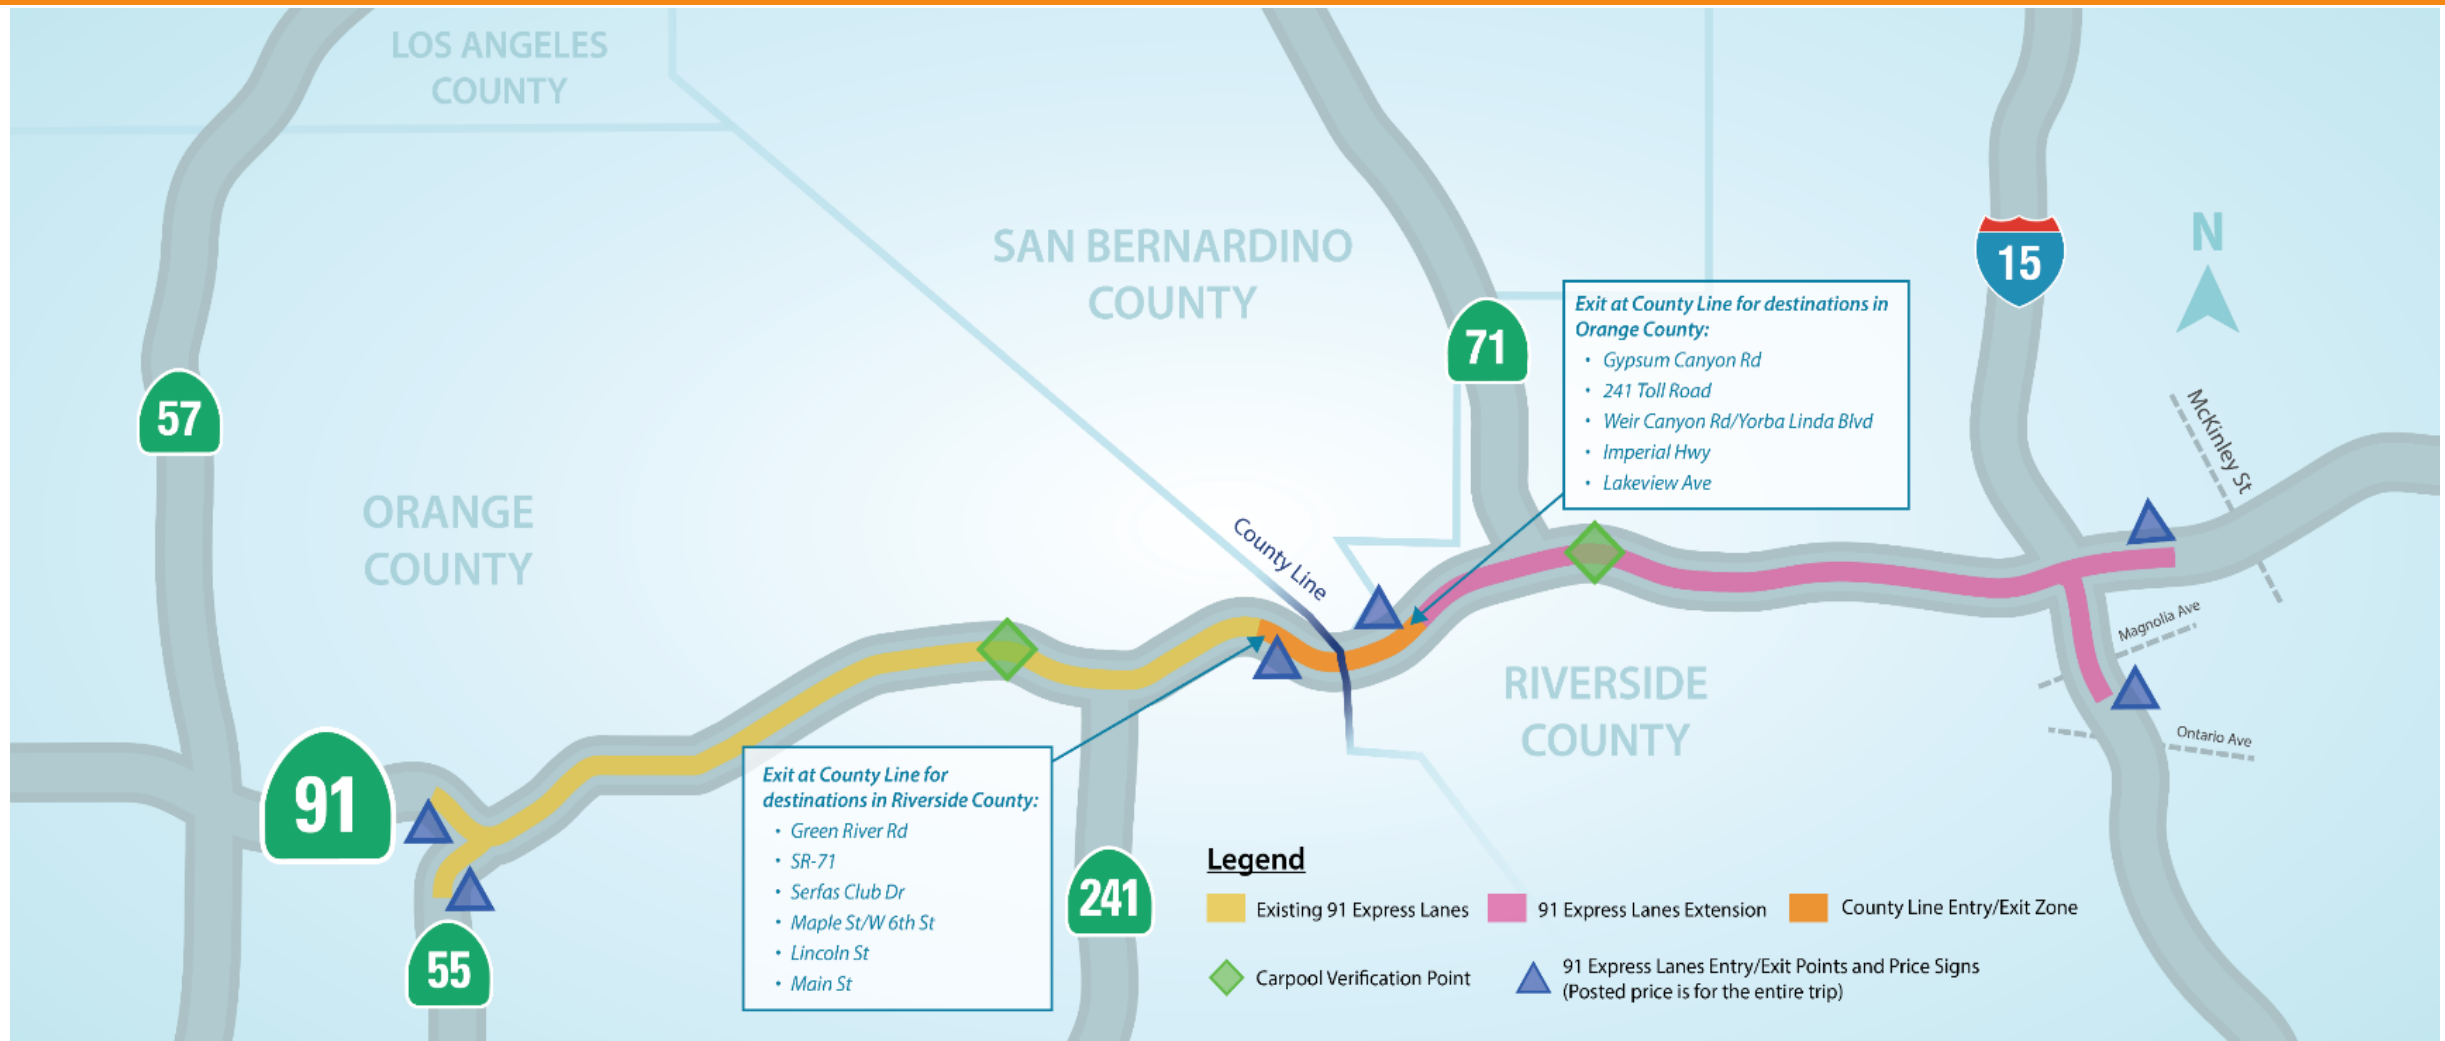 LOS ANGELES
COUNTY
SAN BERNARDINO
COUNTY
N
15
Exit at County Line for destinations in
Orange County:
• Gypsum Canyon Rd
• 241 Toll Road
• Weir Canyon Rd/Yorba Linda Blvd
• Imperial Hwy
• Lakeview Ave
71
57
McKinley St
ORANGE
COUNTY
County Line
Magnolia Ave
RIVERSIDE
COUNTY
Ontario Ave
91
Exit at County Line for
destinations in Riverside County:
• Green River Rd
• SR-71
• Serfas Club Dr
• Maple St/W 6th St
• Lincoln St
• Main St
241
55
Legend
Existing 91 Express Lanes
91 Express Lanes Extension
County Line Entry/Exit Zone
Carpool Verification Point
91 Express Lanes Entry/Exit Points and Price Signs
(Posted price is for the entire trip)